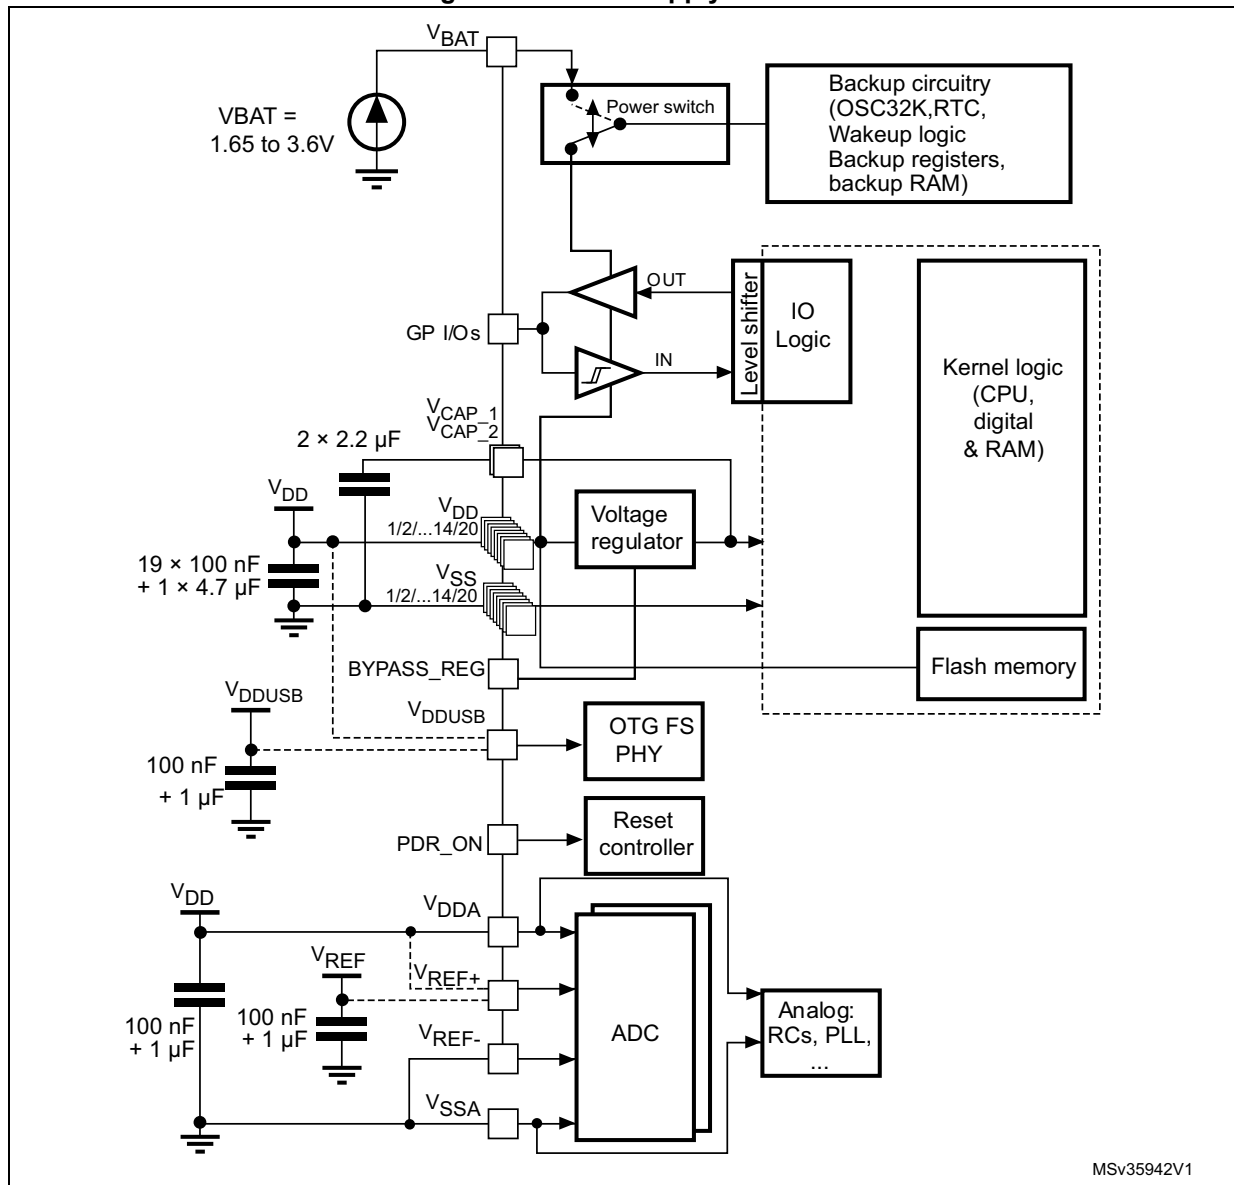 VBAT
VBAT =
1.65 to 3.6V
Power switch
Backup circuitry
(OSC32K,RTC,
Wakeup logic
Backup registers,
backup RAM)
OUT
GP I/Os
IN
Level shifter
IO
Logic
Kernel logic
(CPU,
digital
& RAM)
VCAP_1
VCAP_2
2 × 2.2 µF
VDD
VDD
1/2/...14/20
Voltage
regulator
19 × 100 nF
+ 1 × 4.7 µF
VSS
1/2/...14/20
BYPASS_REG
Flash memory
VDDUSB
VDDUSB
OTG FS
PHY
100 nF
+ 1 µF
PDR_ON
Reset
controller
VDD
VDDA
VREF
VREF+
100 nF
+ 1 µF
100 nF
+ 1 µF
VREF-
ADC
Analog:
RCs, PLL,
...
VSSA
MSv35942V1